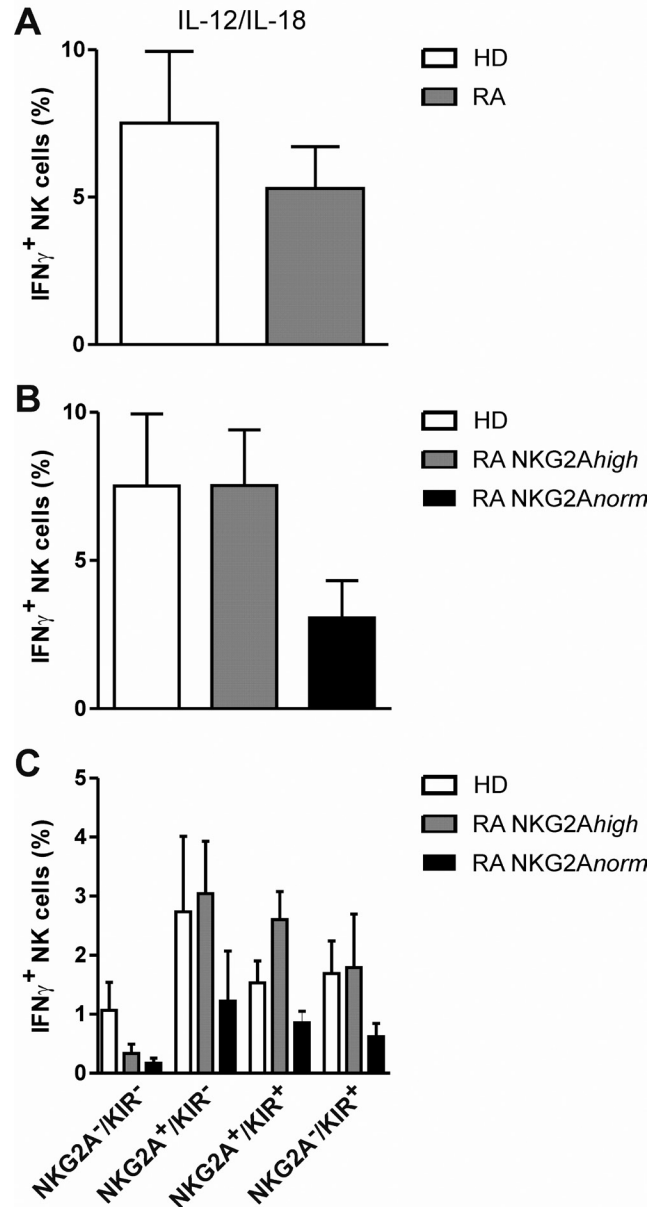 A
IL-12/IL-18
IFNγ⁺ NK cells (%)
10
5
0
HD
RA
B
IFNγ⁺ NK cells (%)
10
5
0
HD
RA NKG2Ahigh
RA NKG2Anorm
C
IFNγ⁺ NK cells (%)
5
4
3
2
1
0
HD
RA NKG2Ahigh
RA NKG2Anorm
NKG2A⁻/KIR⁻
NKG2A⁺/KIR⁻
NKG2A⁺/KIR⁺
NKG2A⁻/KIR⁺